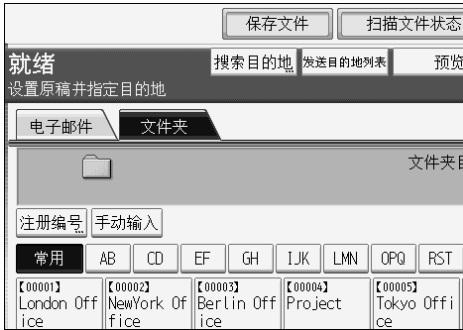 保存文件 扫描文件状态
就绪 搜索目的地 发送目的地列表 预览
设置原稿并指定目的地
电子邮件 文件夹
文件夹
注册编号 手动输入
常用 AB CD EF GH IJK LMN OPQ RST
【00001】 【00002】 【00003】 【00004】 【00005】
London Off NewYork Of Berlin Off Project Tokyo Offi
ice ffice ice ce